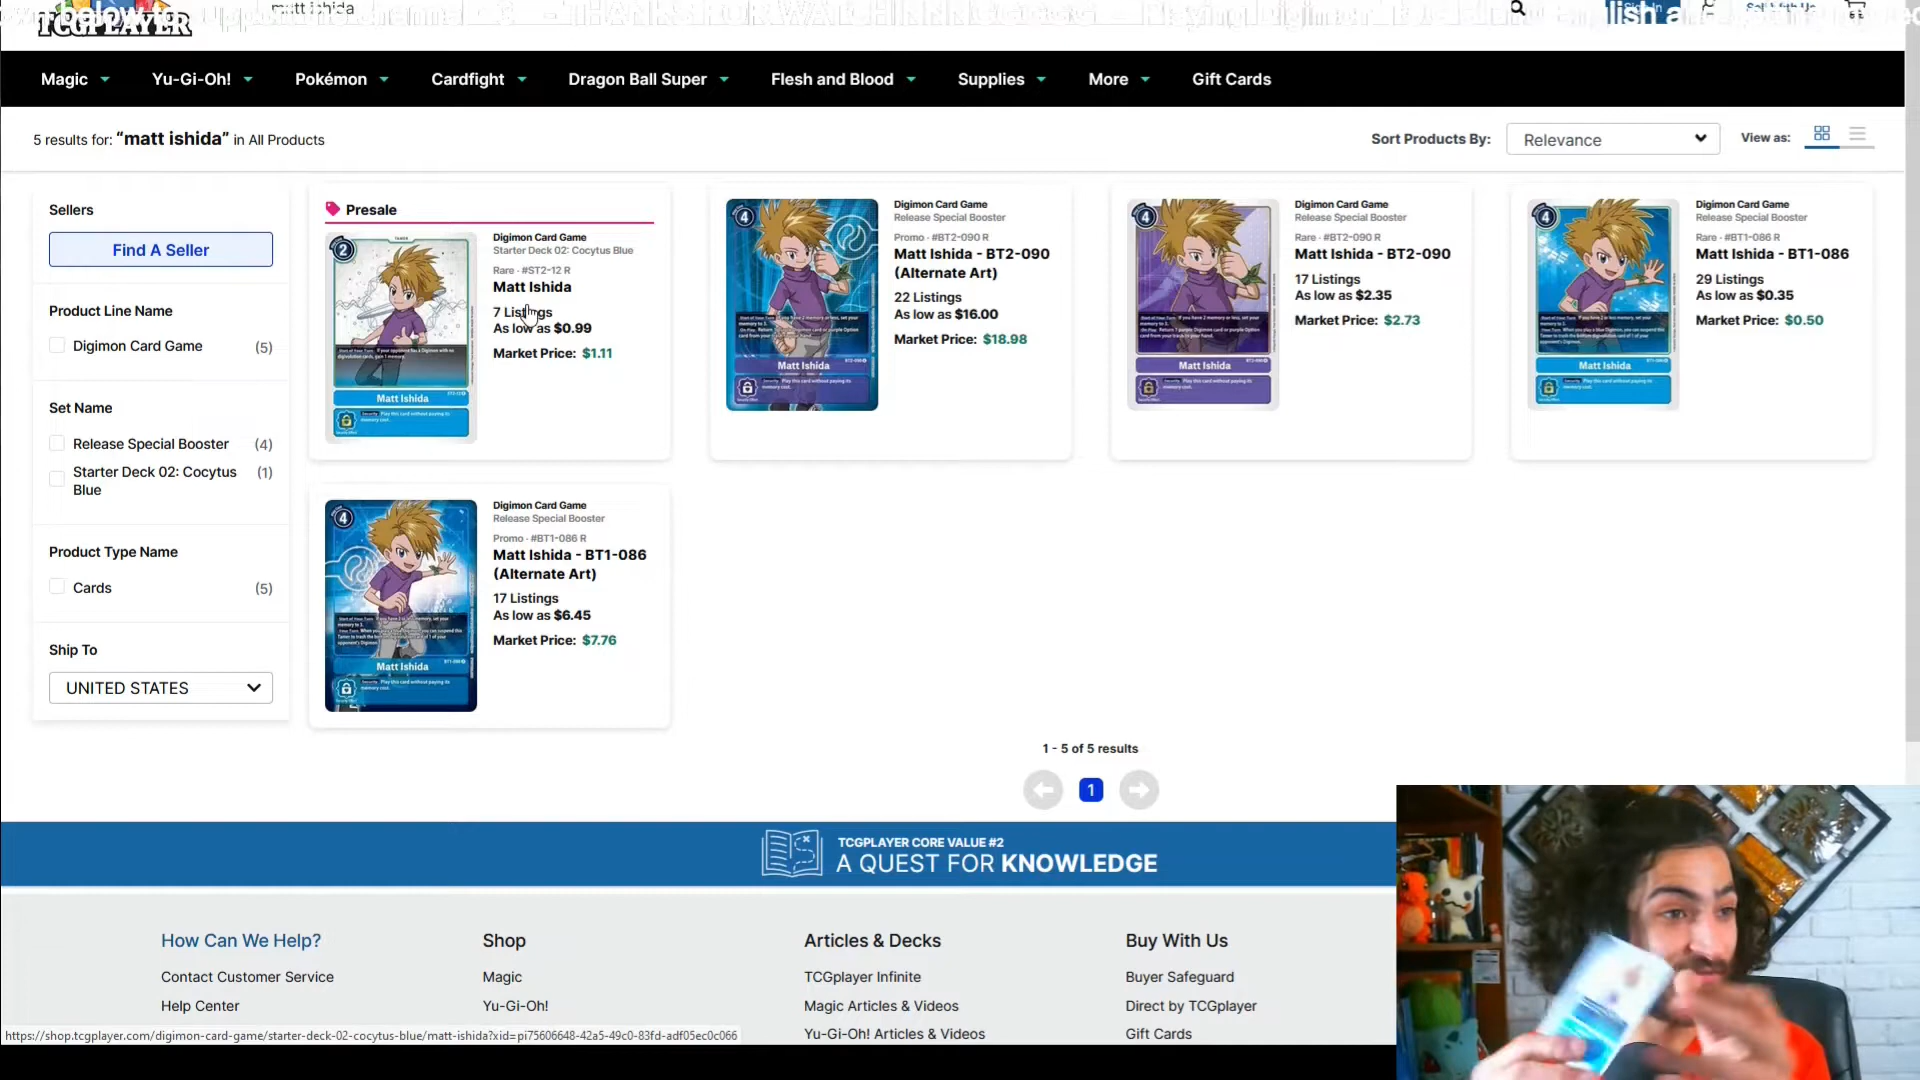 TCGPLAYER
matt ishida
THANKS FOR WATCHING
Playing Digimon
Magic
Yu-Gi-Oh!
Pokémon
Cardfight
Dragon Ball Super
Flesh and Blood
Supplies
More
Gift Cards
5 results for: “matt ishida” in All Products
Sort Products By:
Relevance
View as:
Sellers
Find A Seller
Product Line Name
Digimon Card Game (5)
Set Name
Release Special Booster (4)
Starter Deck 02: Cocytus (1)
Blue
Product Type Name
Cards (5)
Ship To
UNITED STATES
Presale
2
Matt Ishida
Digimon Card Game
Starter Deck 02: Cocytus Blue
Rare · #ST2-12 R
Matt Ishida
7 Listings
As low as $0.99
Market Price: $1.11
4
Matt Ishida
Digimon Card Game
Release Special Booster
Promo · #BT2-090 R
Matt Ishida - BT2-090
(Alternate Art)
22 Listings
As low as $16.00
Market Price: $18.98
4
Matt Ishida
Digimon Card Game
Release Special Booster
Rare · #BT2-090 R
Matt Ishida - BT2-090
17 Listings
As low as $2.35
Market Price: $2.73
4
Matt Ishida
Digimon Card Game
Release Special Booster
Rare · #BT1-086 R
Matt Ishida - BT1-086
29 Listings
As low as $0.35
Market Price: $0.50
4
Matt Ishida
Digimon Card Game
Release Special Booster
Promo · #BT1-086 R
Matt Ishida - BT1-086
(Alternate Art)
17 Listings
As low as $6.45
Market Price: $7.76
1 - 5 of 5 results
1
TCGPLAYER CORE VALUE #2
A QUEST FOR KNOWLEDGE
How Can We Help?
Contact Customer Service
Help Center
Shop
Magic
Yu-Gi-Oh!
Articles & Decks
TCGplayer Infinite
Magic Articles & Videos
Yu-Gi-Oh! Articles & Videos
Buy With Us
Buyer Safeguard
Direct by TCGplayer
Gift Cards
https://shop.tcgplayer.com/digimon-card-game/starter-deck-02-cocytus-blue/matt-ishida?xid=pi75606648-42a5-49c0-83fd-adf05ec0c066